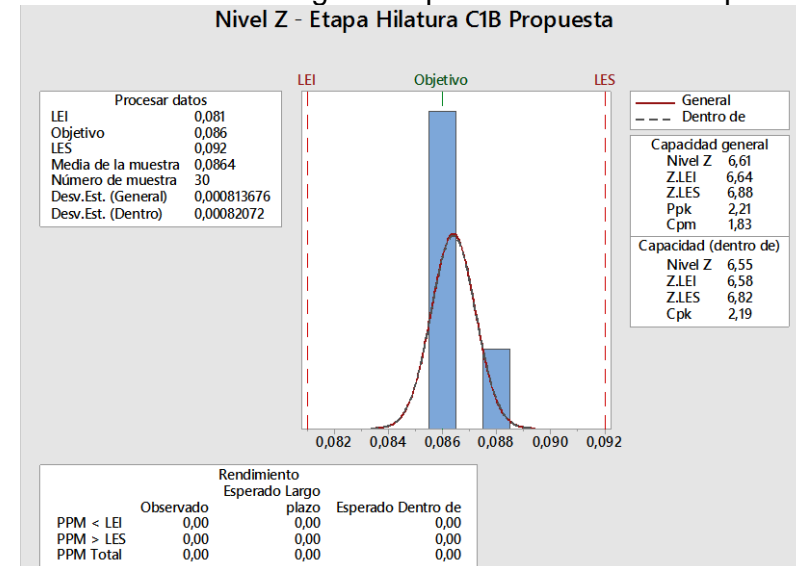 Nivel Z - Etapa Hilatura C1B Propuesta
LEI Objetivo LES
Procesar datos
LEI 0,081
Objetivo 0,086
LES 0,092
Media de la muestra 0,0864
Número de muestra 30
Desv.Est. (General) 0,000813676
Desv.Est. (Dentro) 0,00082072
General
Dentro de
Capacidad general
Nivel Z 6,61
Z.LEI 6,64
Z.LES 6,88
Ppk 2,21
Cpm 1,83
Capacidad (dentro de)
Nivel Z 6,55
Z.LEI 6,58
Z.LES 6,82
Cpk 2,19
0,082 0,084 0,086 0,088 0,090 0,092
Rendimiento
Esperado Largo
Observado plazo Esperado Dentro de
PPM < LEI 0,00 0,00 0,00
PPM > LES 0,00 0,00 0,00
PPM Total 0,00 0,00 0,00